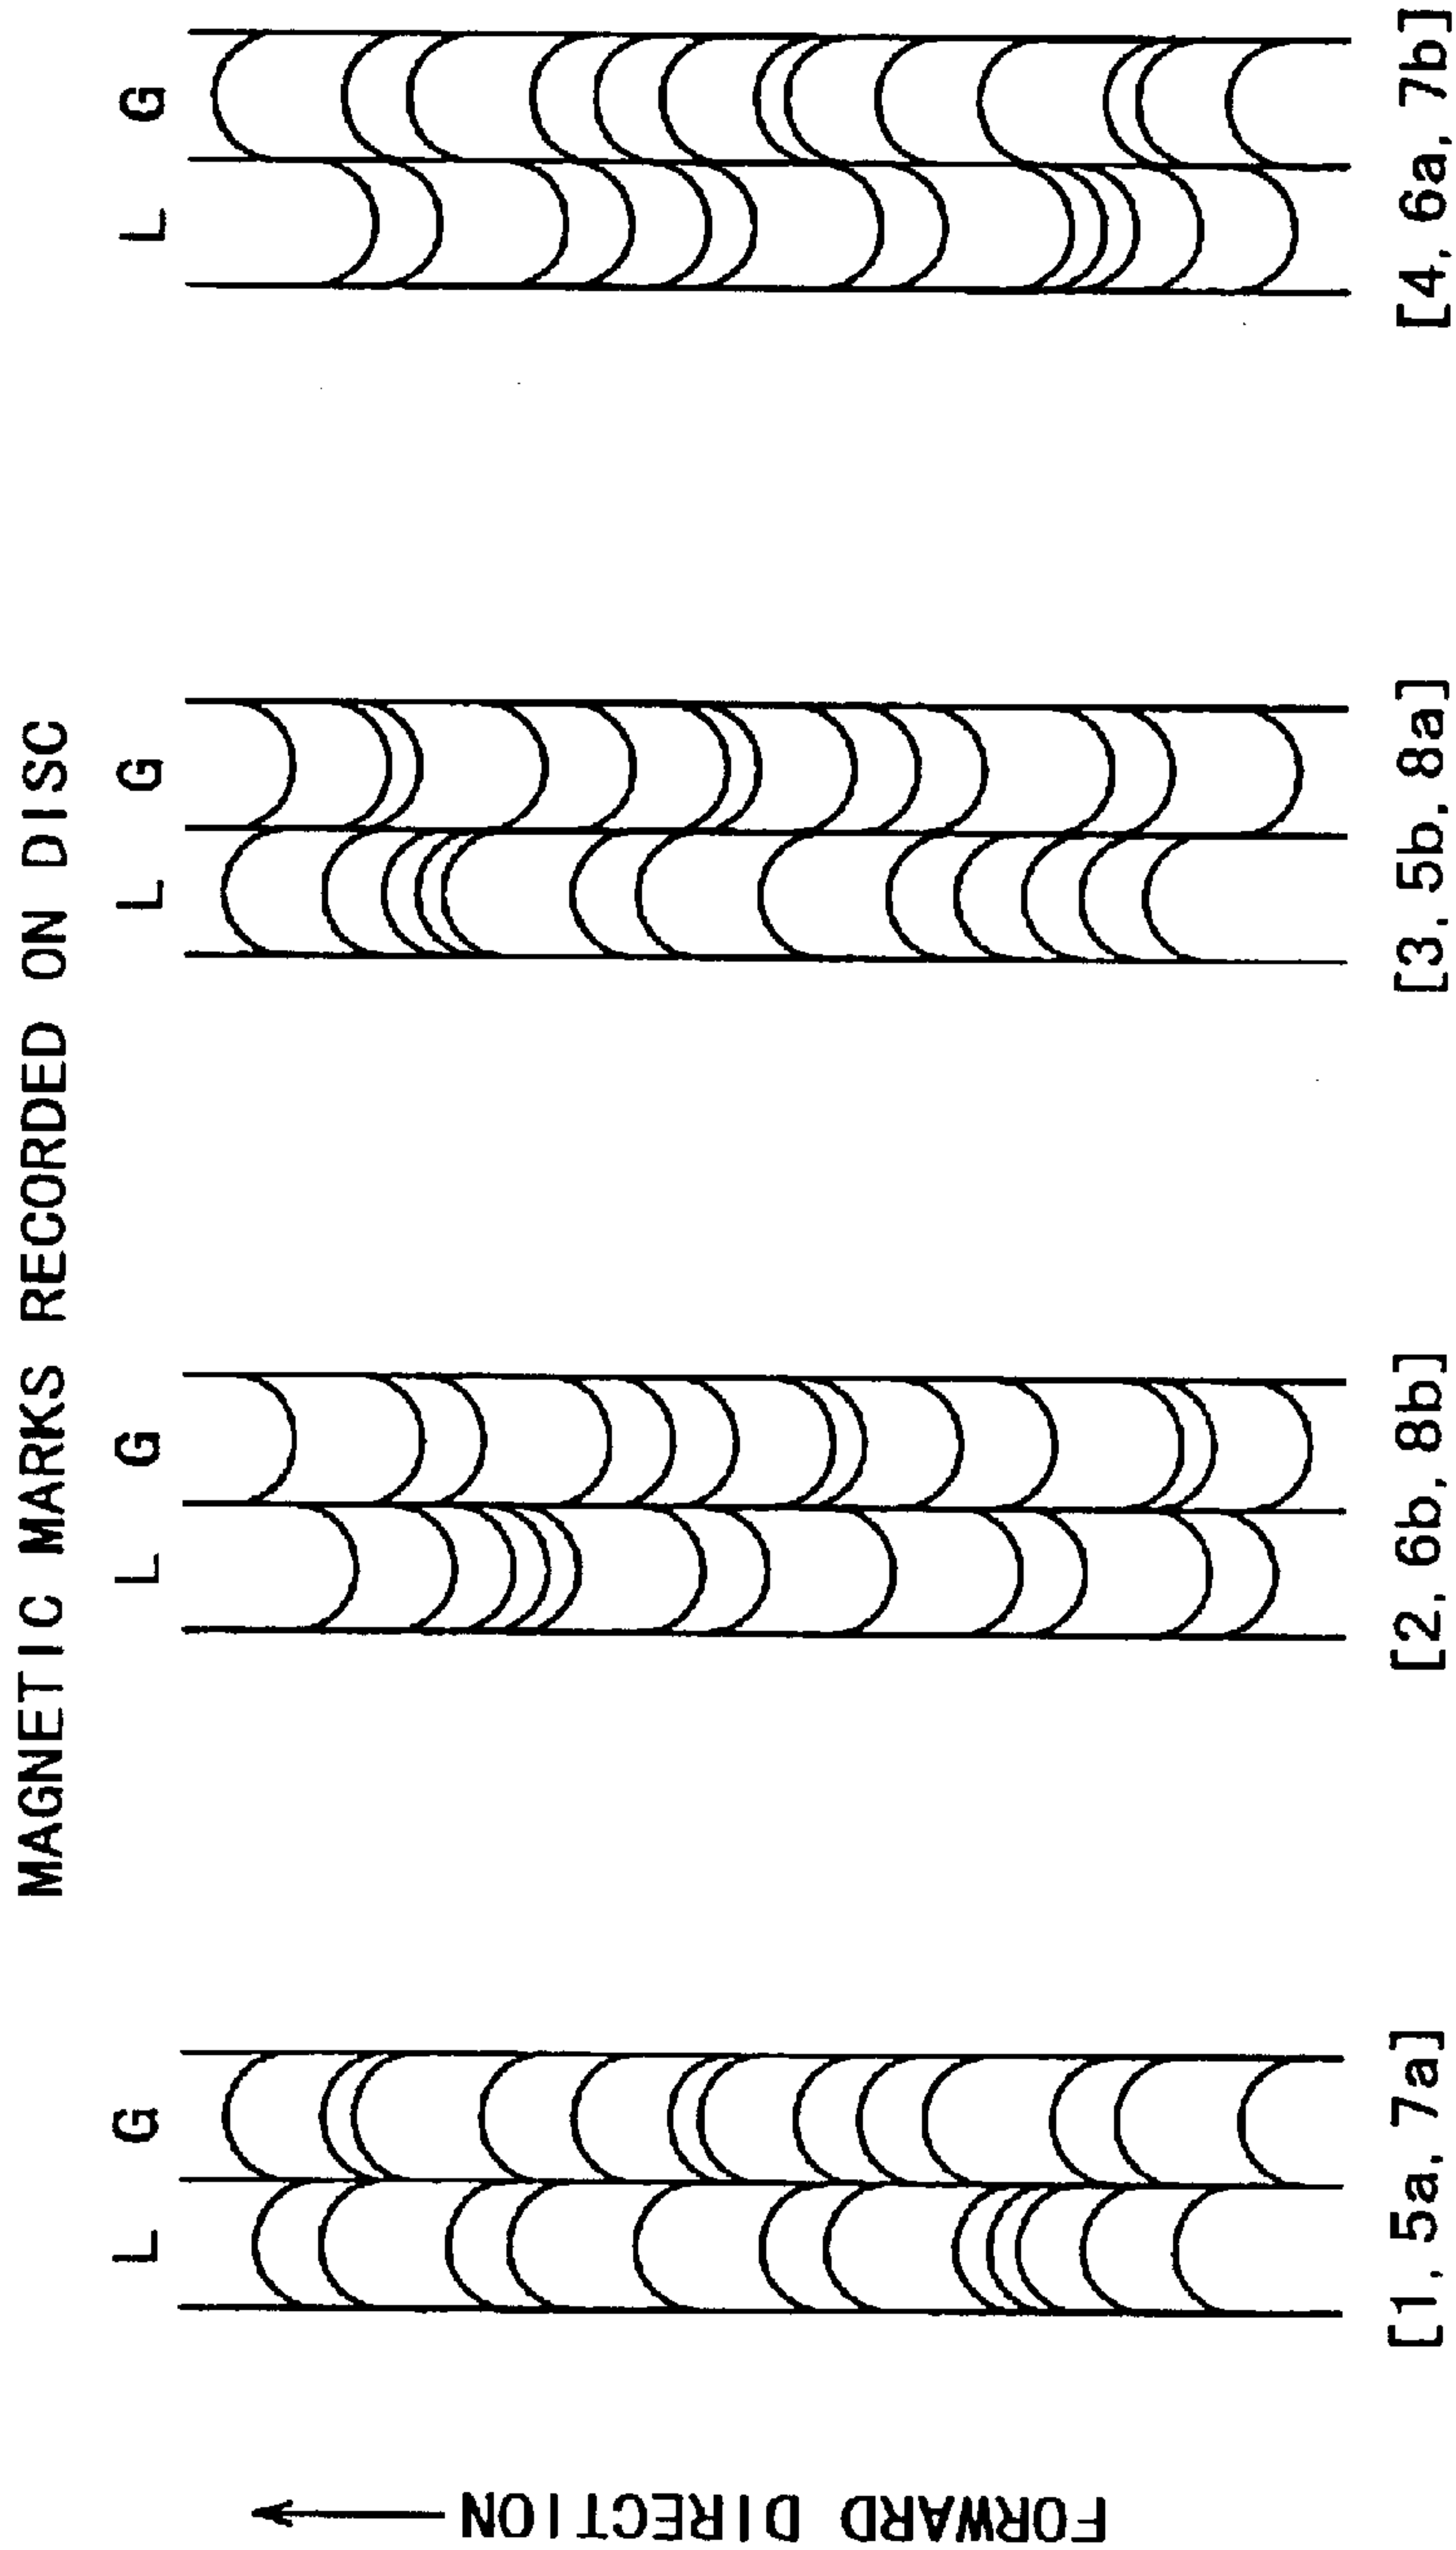 MAGNETIC MARKS RECORDED ON DISC
L G L G L G L G
FORWARD DIRECTION
[1, 5a, 7a] [2, 6b, 8b] [3, 5b, 8a] [4, 6a, 7b]